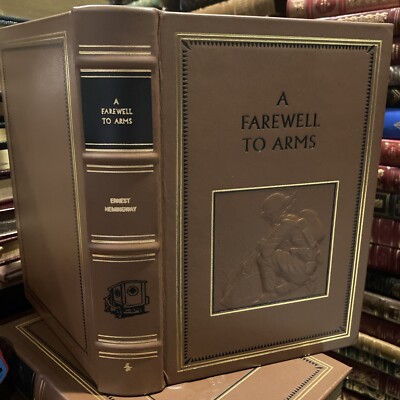 A
FAREWELL
TO ARMS
ERNEST
HEMINGWAY
A
FAREWELL
TO ARMS